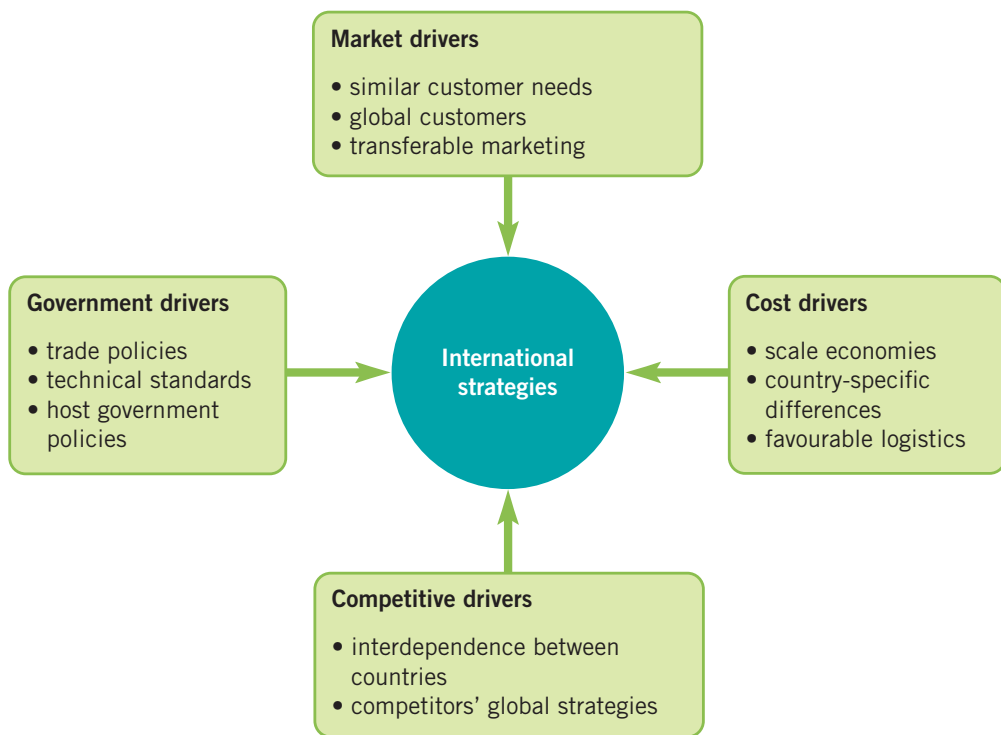 Market drivers
• similar customer needs
• global customers
• transferable marketing
Government drivers
• trade policies
• technical standards
• host government
policies
International
strategies
Cost drivers
• scale economies
• country-specific
differences
• favourable logistics
Competitive drivers
• interdependence between
countries
• competitors’ global strategies